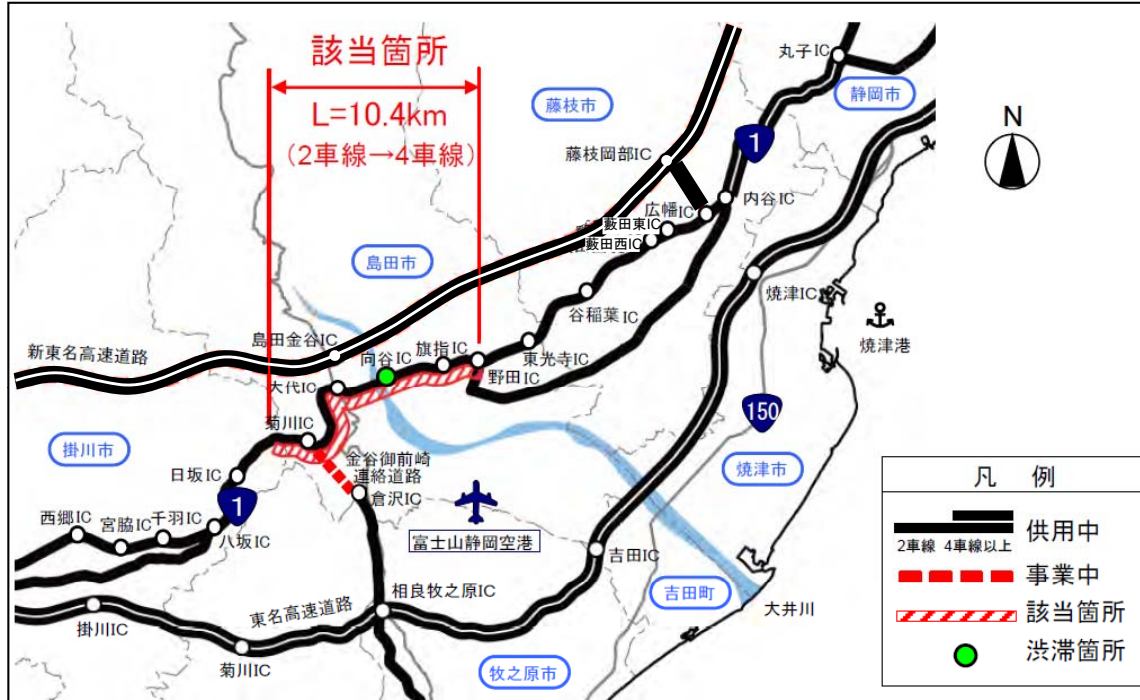 該当箇所
L=10.4km
(2車線→4車線)
丸子IC
静岡市
藤枝市
1
N
藤枝岡部IC
広幡IC
内谷IC
藪田東IC
藪田西IC
島田市
焼津IC
谷稲葉IC
焼津港
島田金谷IC
新東名高速道路
向谷IC
旗指IC
東光寺IC
野田IC
大代IC
150
菊川IC
掛川市
金谷御前崎
連絡道路
焼津市
日坂IC
倉沢IC
1
西郷IC
宮脇IC
千羽IC
八坂IC
富士山静岡空港
吉田IC
吉田町
相良牧之原IC
大井川
東名高速道路
掛川IC
菊川IC
牧之原市
凡 例
2車線 4車線以上 供用中
事業中
該当箇所
渋滞箇所